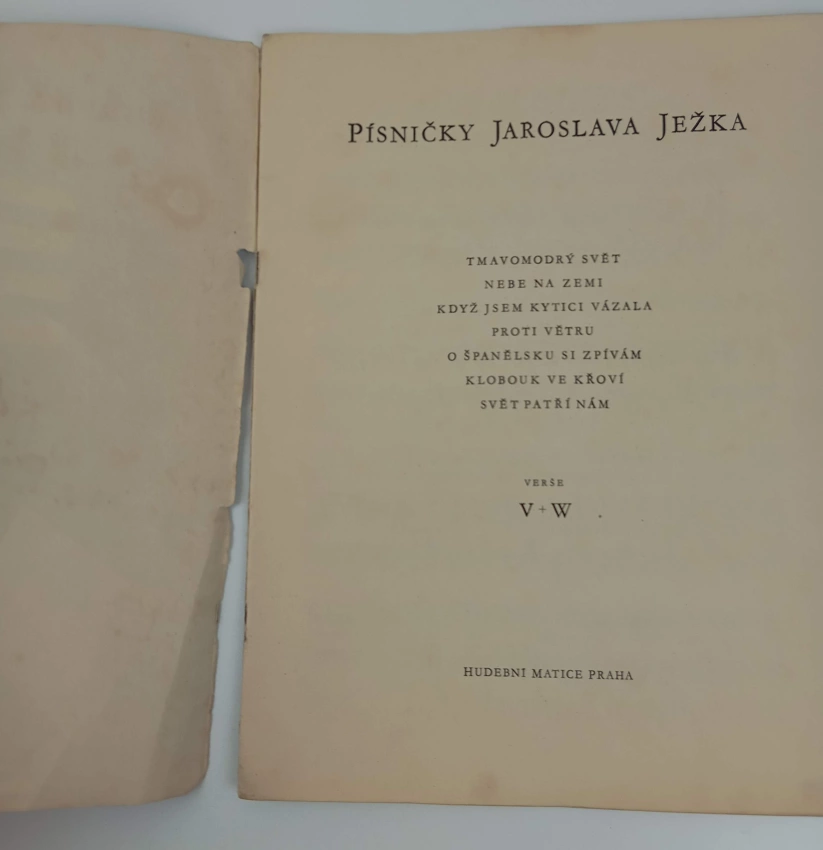 PÍSNIČKY JAROSLAVA JEŽKA
TMAVOMODRÝ SVĚT
NEBE NA ZEMI
KDYŽ JSEM KYTICI VÁZALA
PROTI VĚTRU
O ŠPANĚLSKU SI ZPÍVÁM
KLOBOUK VE KŘOVÍ
SVĚT PATŘÍ NÁM
VERŠE
V + W
HUDEBNI MATICE PRAHA